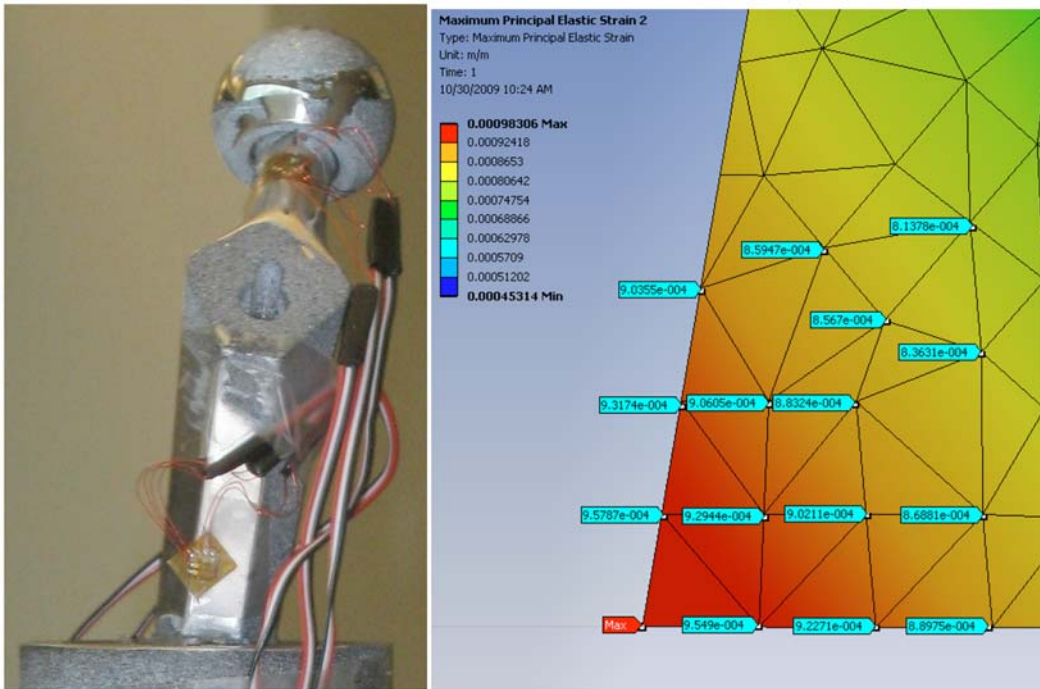 Maximum Principal Elastic Strain 2
Type: Maximum Principal Elastic Strain
Unit: m/m
Time: 1
10/30/2009 10:24 AM
0.00098306 Max
0.00092418
0.0008653
0.00080642
0.00074754
0.00068866
0.00062978
0.0005709
0.00051202
0.00045314 Min
8.1378e-004
8.5947e-004
9.0355e-004
8.567e-004
8.3631e-004
9.3174e-004 9.0605e-004 8.8324e-004
9.5787e-004 9.2944e-004 9.0211e-004 8.6881e-004
Max 9.549e-004 9.2271e-004 8.8975e-004